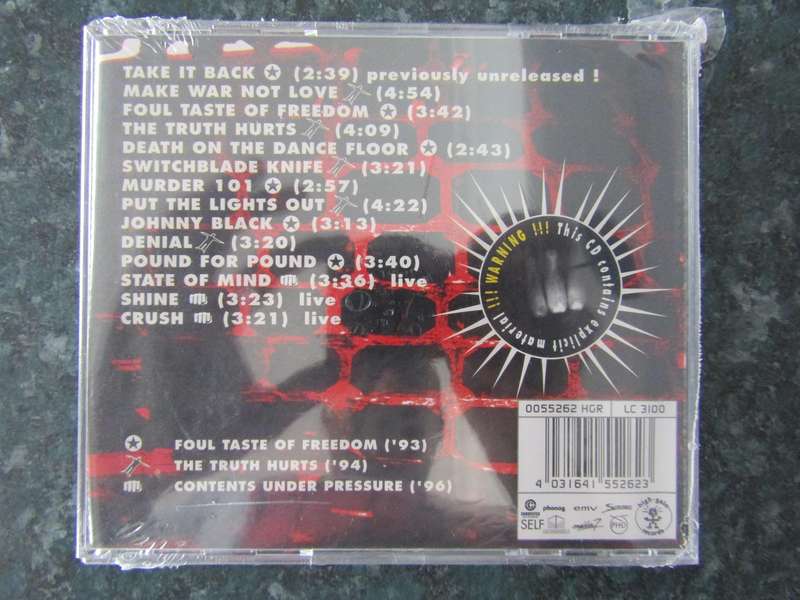 TAKE IT BACK (2:39) previously unreleased !
MAKE WAR NOT LOVE (4:54)
FOUL TASTE OF FREEDOM (3:42)
THE TRUTH HURTS (4:09)
DEATH ON THE DANCE FLOOR (2:43)
SWITCHBLADE KNIFE (3:21)
MURDER 101 (2:57)
PUT THE LIGHTS OUT (4:22)
JOHNNY BLACK (3:13)
DENIAL (3:20)
POUND FOR POUND (3:40)
STATE OF MIND (3:36) live
SHINE (3:23) live
CRUSH (3:21) live
!!! WARNING !!! This CD contains explicit material
FOUL TASTE OF FREEDOM ('93)
THE TRUTH HURTS ('94)
CONTENTS UNDER PRESSURE ('96)
0055262 HGR LC 3100
4 031641 552623
phonag emv
SELF
high gain records